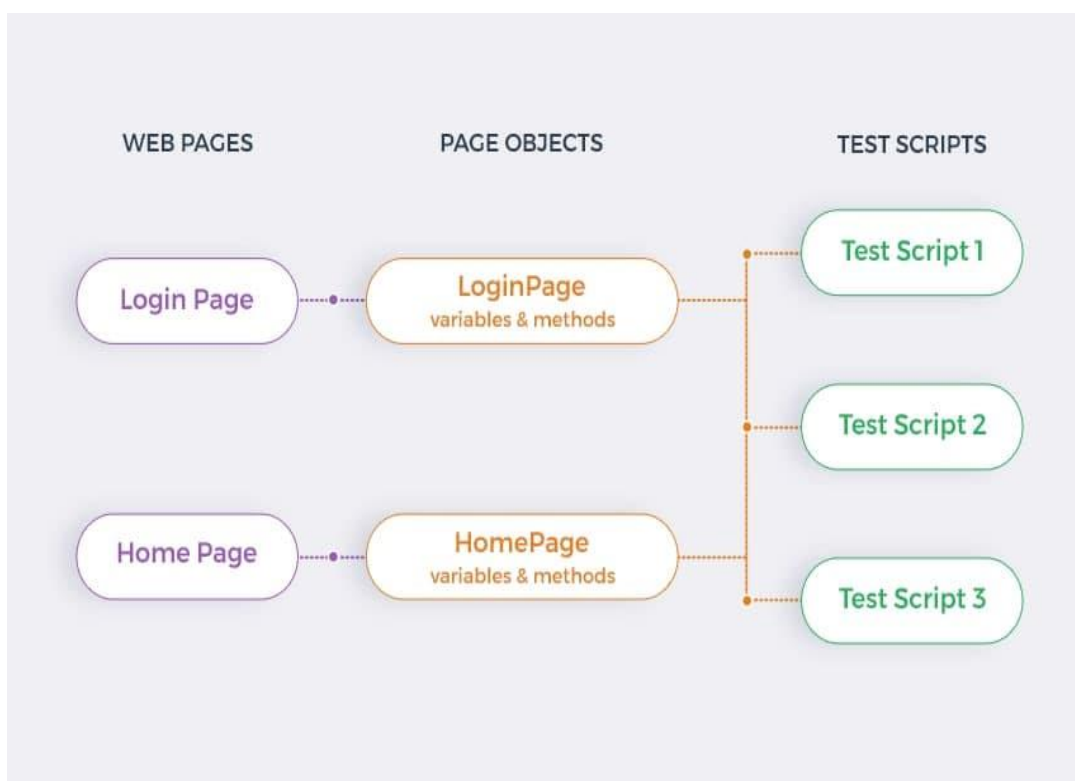 WEB PAGES
PAGE OBJECTS
TEST SCRIPTS
Login Page
LoginPage
variables & methods
Test Script 1
Test Script 2
Home Page
HomePage
variables & methods
Test Script 3